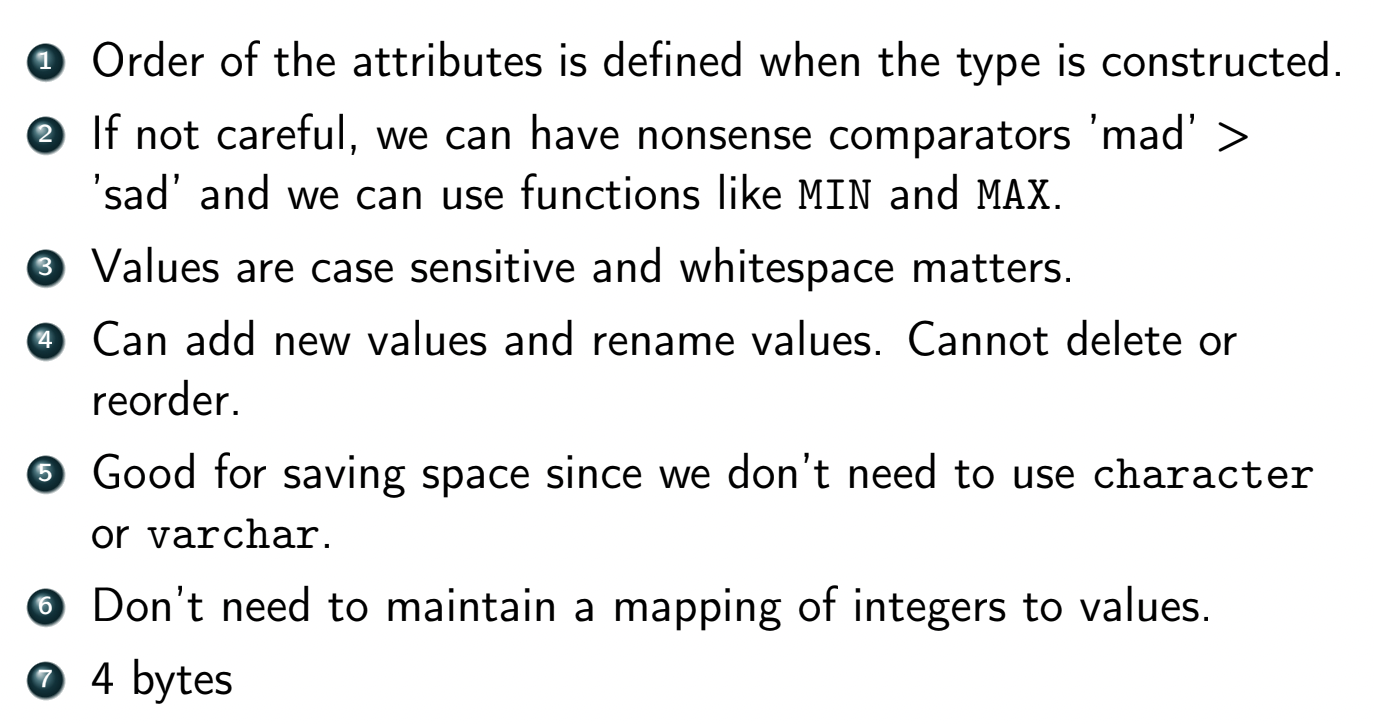 1 Order of the attributes is defined when the type is constructed.
2 If not careful, we can have nonsense comparators 'mad' >
'sad' and we can use functions like MIN and MAX.
3 Values are case sensitive and whitespace matters.
4 Can add new values and rename values. Cannot delete or
reorder.
5 Good for saving space since we don't need to use character
or varchar.
6 Don't need to maintain a mapping of integers to values.
7 4 bytes